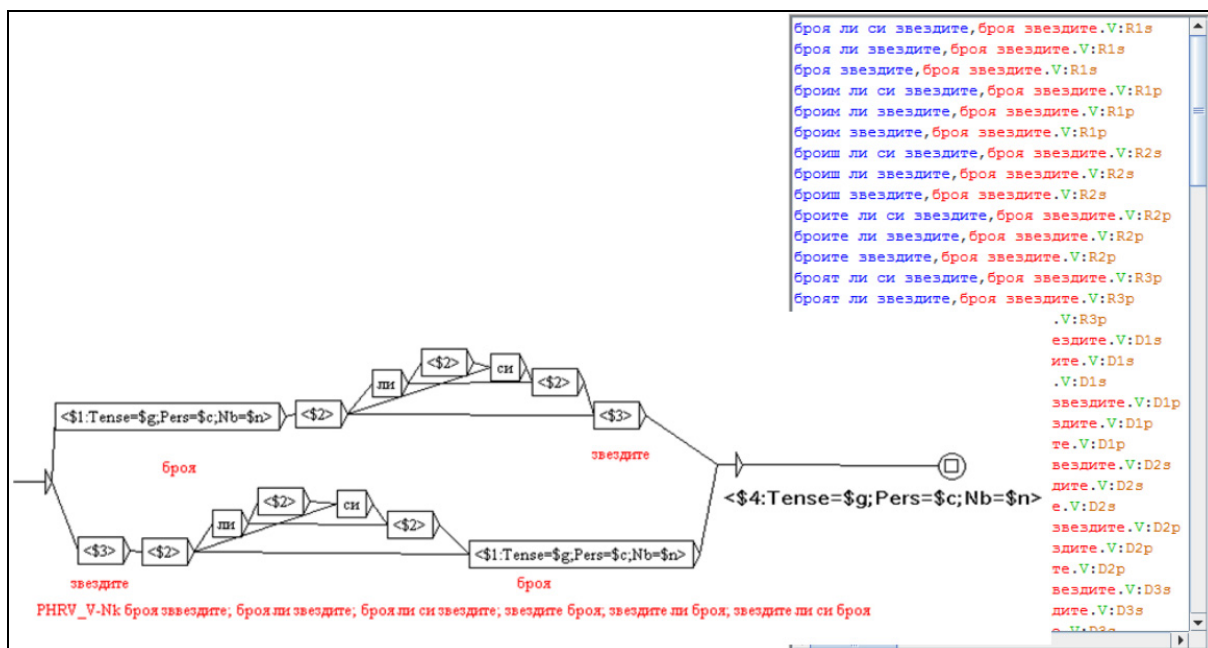 броя ли си звездите,броя звездите.V:R1s
броя ли звездите,броя звездите.V:R1s
броя звездите,броя звездите.V:R1s
броим ли си звездите,броя звездите.V:R1p
броим ли звездите,броя звездите.V:R1p
броим звездите,броя звездите.V:R1p
броиш ли си звездите,броя звездите.V:R2s
броиш ли звездите,броя звездите.V:R2s
броиш звездите,броя звездите.V:R2s
броите ли си звездите,броя звездите.V:R2p
броите ли звездите,броя звездите.V:R2p
броите звездите,броя звездите.V:R2p
броят ли си звездите,броя звездите.V:R3p
броят ли звездите,броя звездите.V:R3p
.V:R3p
ездите.V:D1s
ите.V:D1s
.V:D1s
звездите.V:D1p
здите.V:D1p
те.V:D1p
вездите.V:D2s
дите.V:D2s
е.V:D2s
звездите.V:D2p
здите.V:D2p
те.V:D2p
вездите.V:D3s
дите.V:D3s
<$2>
ли си
<$2>
<$1:Tense=$g;Pers=$c;Nb=$n> <$2> <$3>
броя звездите
<$4:Tense=$g;Pers=$c;Nb=$n>
<$2>
ли си
<$2>
<$3> <$2> <$1:Tense=$g;Pers=$c;Nb=$n>
звездите броя
PHRV_V-Nk броя зввездите; броя ли звездите; броя ли си звездите; звездите броя; звездите ли броя; звездите ли си броя